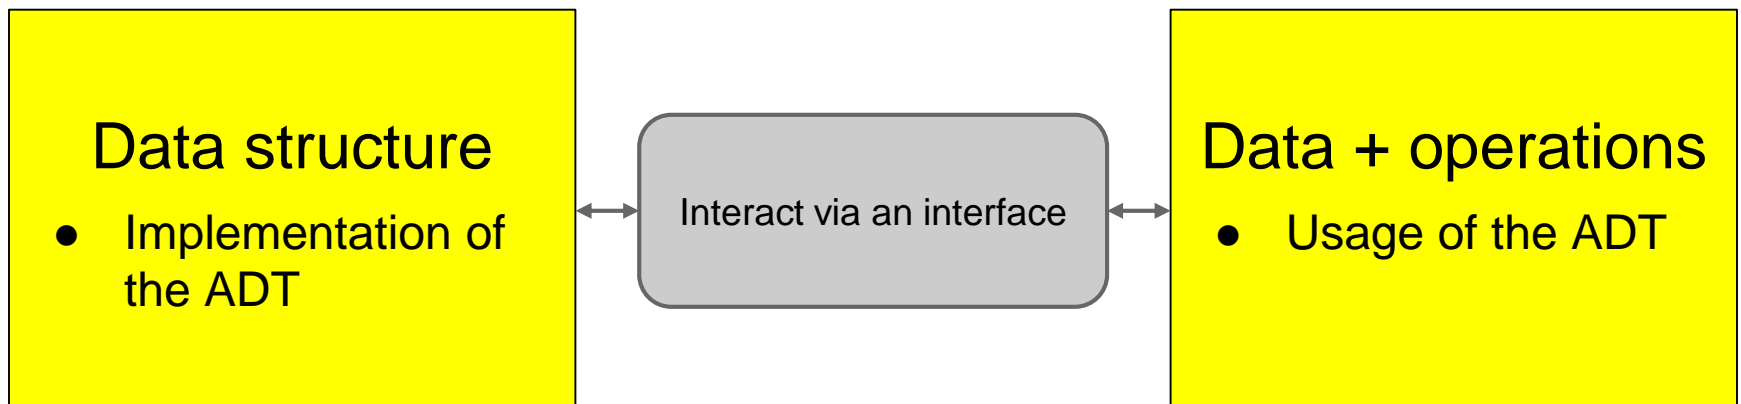 Data structure
● Implementation of
the ADT
Interact via an interface
Data + operations
● Usage of the ADT